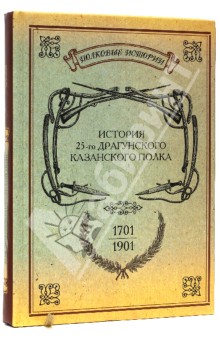 ПОЛКОВЫЕ ИСТОРИИ
ИСТОРИЯ
25-го ДРАГУНСКОГО
КАЗАНСКОГО ПОЛКА
1701
1901